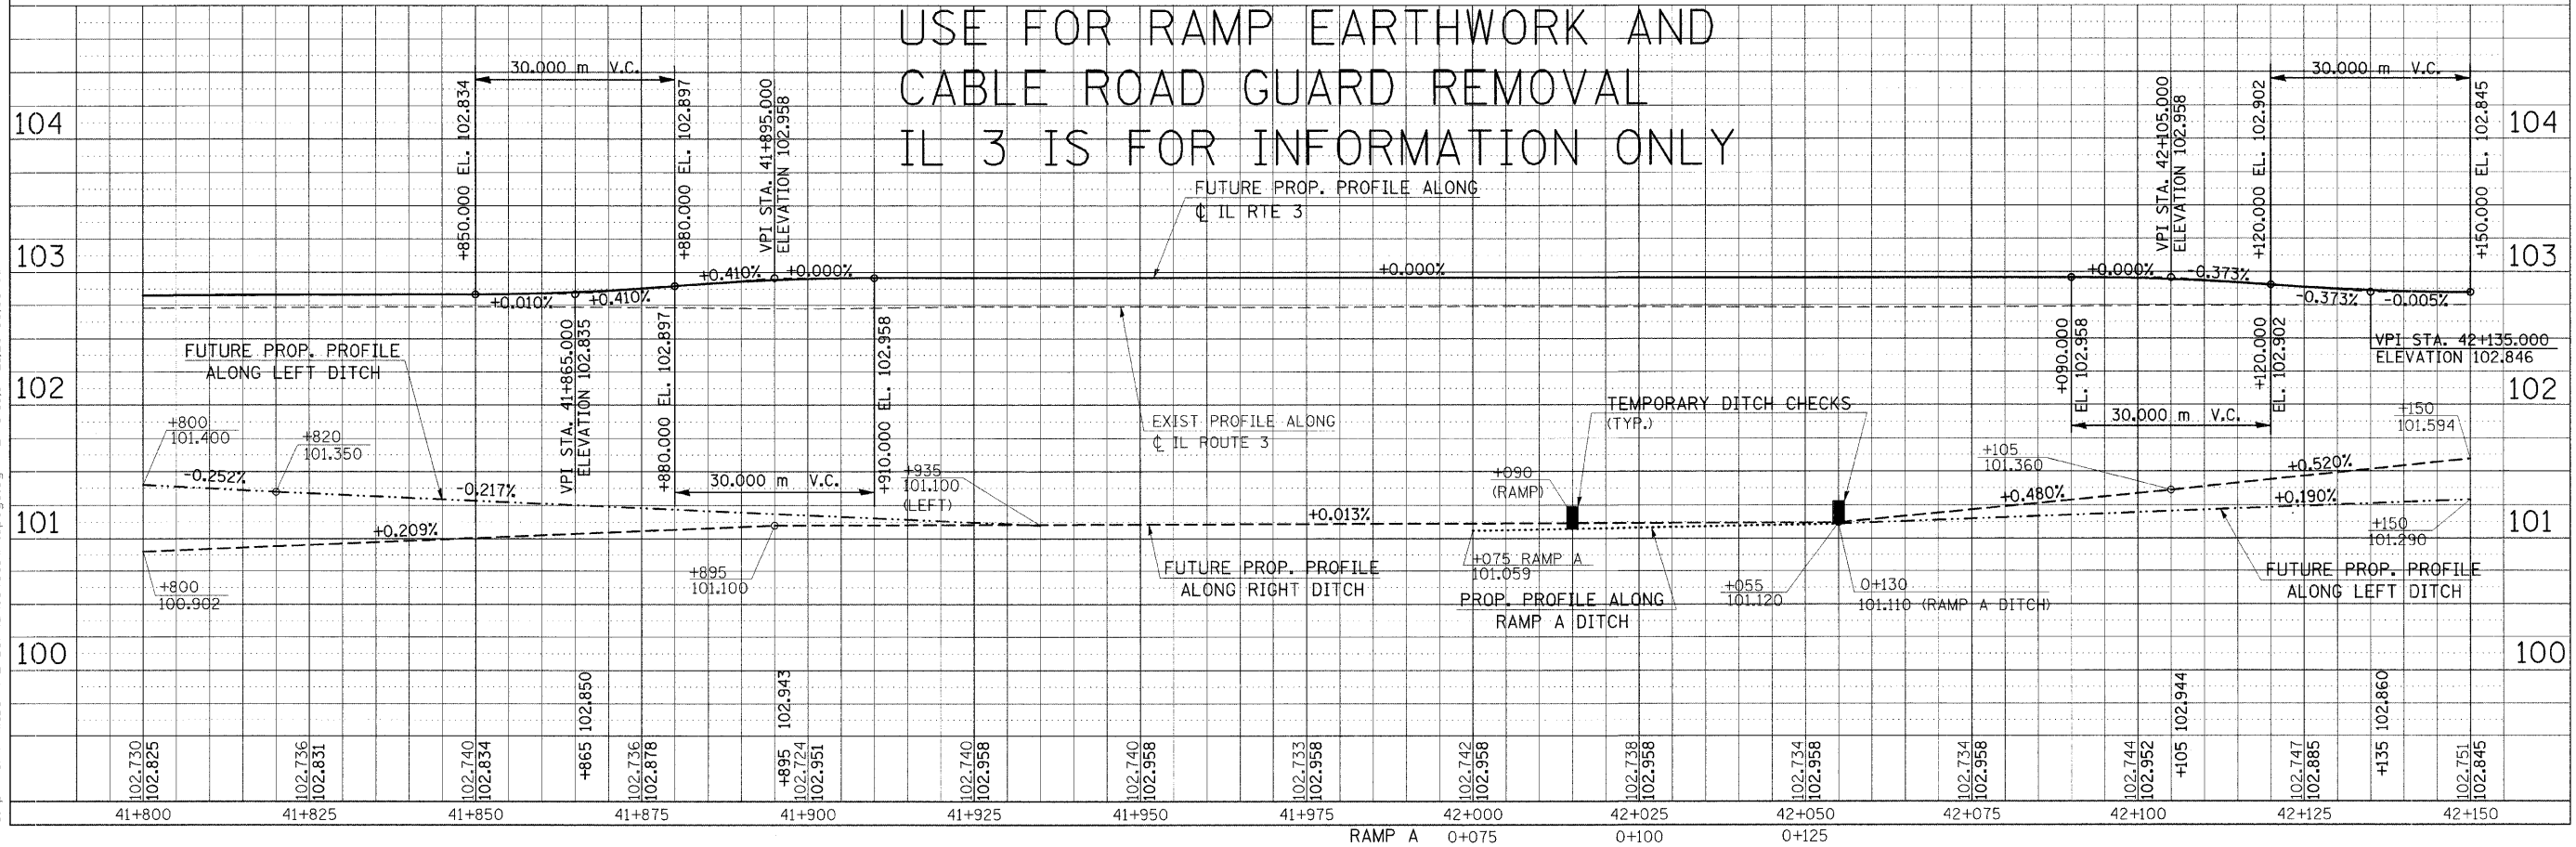 USE FOR RAMP EARTHWORK AND
CABLE ROAD GUARD REMOVAL
IL 3 IS FOR INFORMATION ONLY
30.000 m V.C.
+850.000 EL. 102.834
+880.000 EL. 102.897
VPI STA. 41+895.000
ELEVATION 102.958
VPI STA. 42+105.000
ELEVATION 102.958
+120.000 EL. 102.902
30.000 m V.C.
+150.000 EL. 102.845
104
104
FUTURE PROP. PROFILE ALONG
℄ IL RTE 3
103
103
+0.010%
+0.410%
+0.410%
+0.000%
+0.000%
+0.000%
-0.373%
-0.373%
-0.005%
VPI STA. 41+865.000
ELEVATION 102.835
+880.000 EL. 102.897
+910.000 EL. 102.958
30.000 m V.C.
+090.000
EL. 102.958
+120.000
EL. 102.902
30.000 m V.C.
VPI STA. 42+135.000
ELEVATION 102.846
FUTURE PROP. PROFILE
ALONG LEFT DITCH
102
102
EXIST PROFILE ALONG
℄ IL ROUTE 3
TEMPORARY DITCH CHECKS
(TYP.)
+800
101.400
+820
101.350
-0.252%
-0.217%
+935
101.100
(LEFT)
+090
(RAMP)
+105
101.360
+150
101.594
+0.520%
+0.480%
+0.190%
101
101
+0.209%
+0.013%
+150
101.290
+800
100.902
+895
101.100
FUTURE PROP. PROFILE
ALONG RIGHT DITCH
+075 RAMP A
101.059
PROP. PROFILE ALONG
RAMP A DITCH
+055
101.120
0+130
101.110 (RAMP A DITCH)
FUTURE PROP. PROFILE
ALONG LEFT DITCH
100
100
102.730
102.825
102.736
102.831
102.740
102.834
+865 102.850
102.736
102.878
+895 102.943
102.724
102.951
102.740
102.958
102.740
102.958
102.733
102.958
102.742
102.958
102.738
102.958
102.734
102.958
102.734
102.958
102.744
102.952
+105 102.944
102.747
102.885
+135 102.860
102.751
102.845
41+800 41+825 41+850 41+875 41+900 41+925 41+950 41+975 42+000 42+025 42+050 42+075 42+100 42+125 42+150
RAMP A 0+075 0+100 0+125